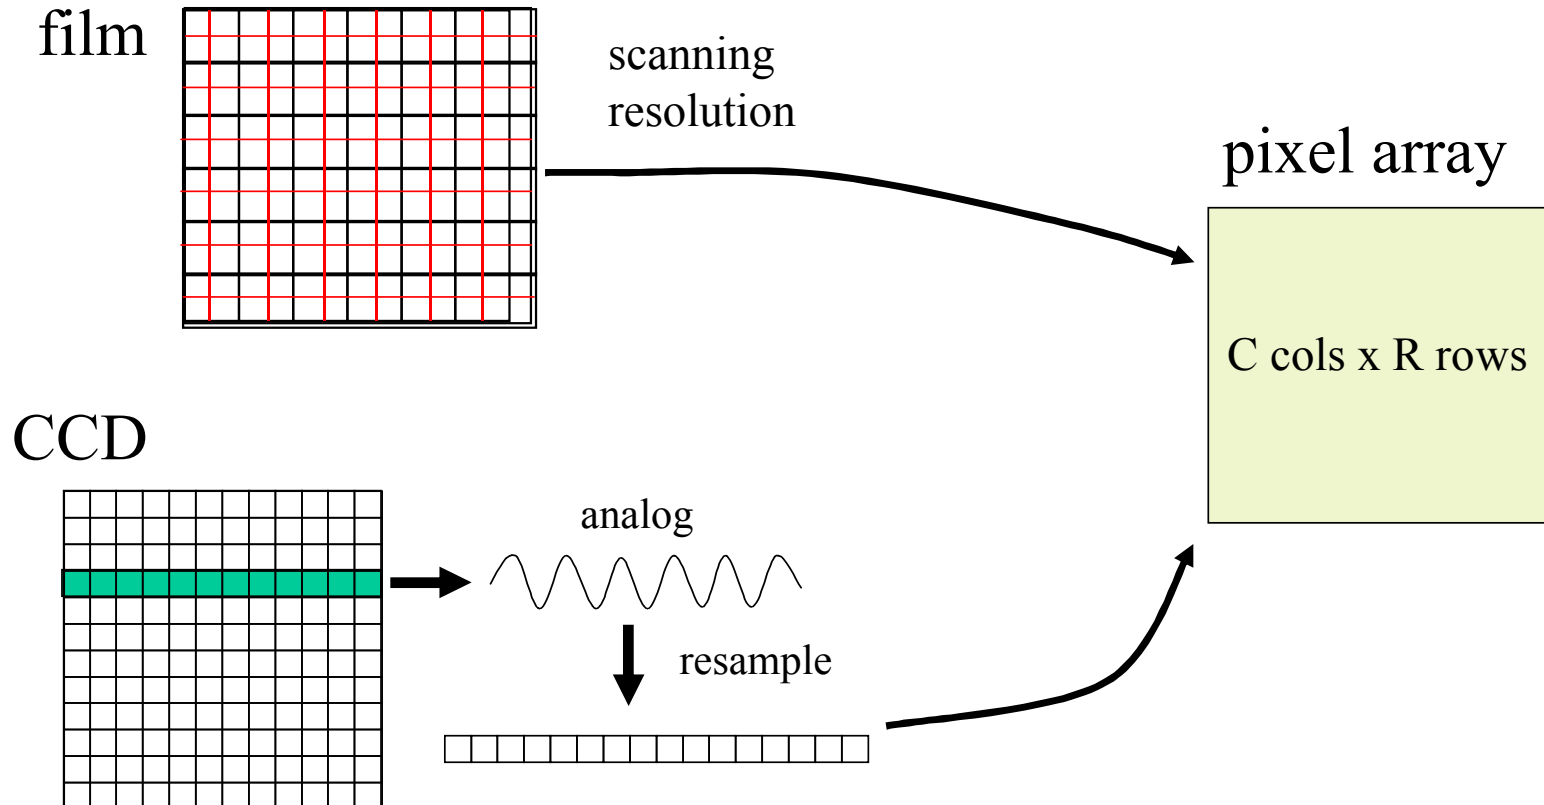 film
scanning
resolution
pixel array
C cols x R rows
CCD
analog
resample